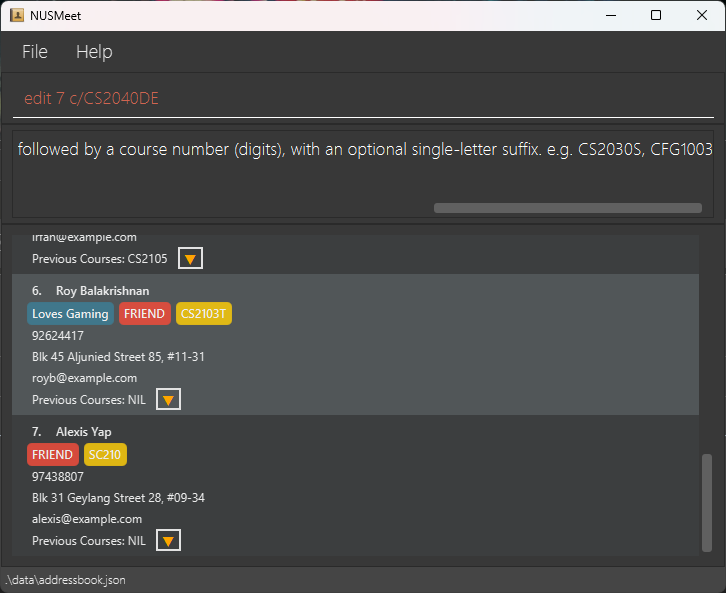 NUSMeet
File Help
edit 7 c/CS2040DE
followed by a course number (digits), with an optional single-letter suffix. e.g. CS2030S, CFG1003
irfan@example.com
Previous Courses: CS2105
6. Roy Balakrishnan
Loves Gaming FRIEND CS2103T
92624417
Blk 45 Aljunied Street 85, #11-31
royb@example.com
Previous Courses: NIL
7. Alexis Yap
FRIEND SC210
97438807
Blk 31 Geylang Street 28, #09-34
alexis@example.com
Previous Courses: NIL
.\data\addressbook.json